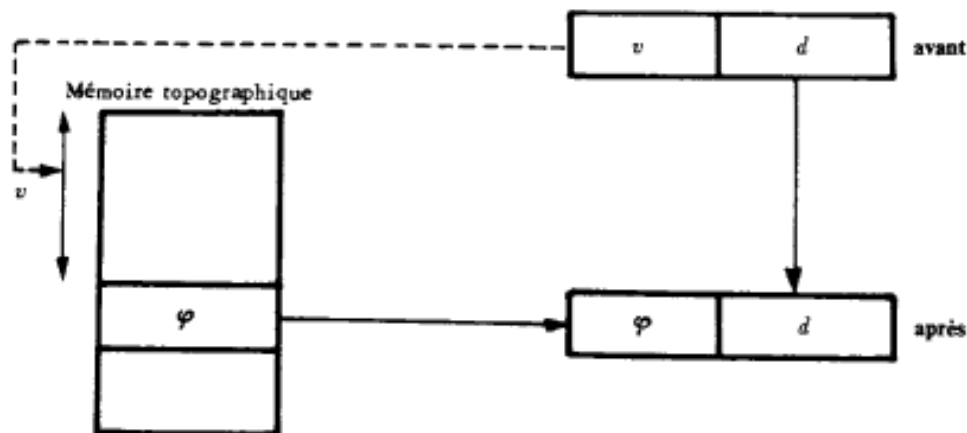 v d avant
Mémoire topographique
v
φ φ d après